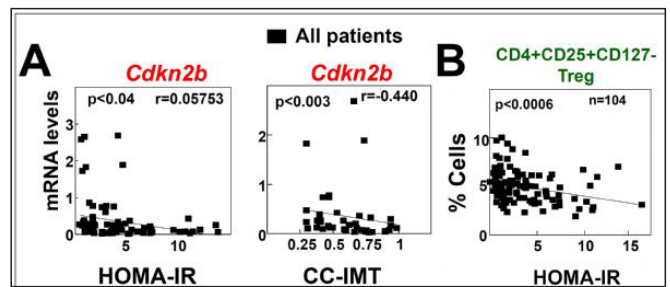 ■ All patients
A
Cdkn2b
p<0.04 r=0.05753
mRNA levels
3
2
1
0
5 10
HOMA-IR
Cdkn2b
p<0.003 r=-0.440
2
1
0
0.25 0.5 0.75 1
CC-IMT
B
CD4+CD25+CD127-
Treg
p<0.0006 n=104
% Cells
10
5
0
5 10 15
HOMA-IR